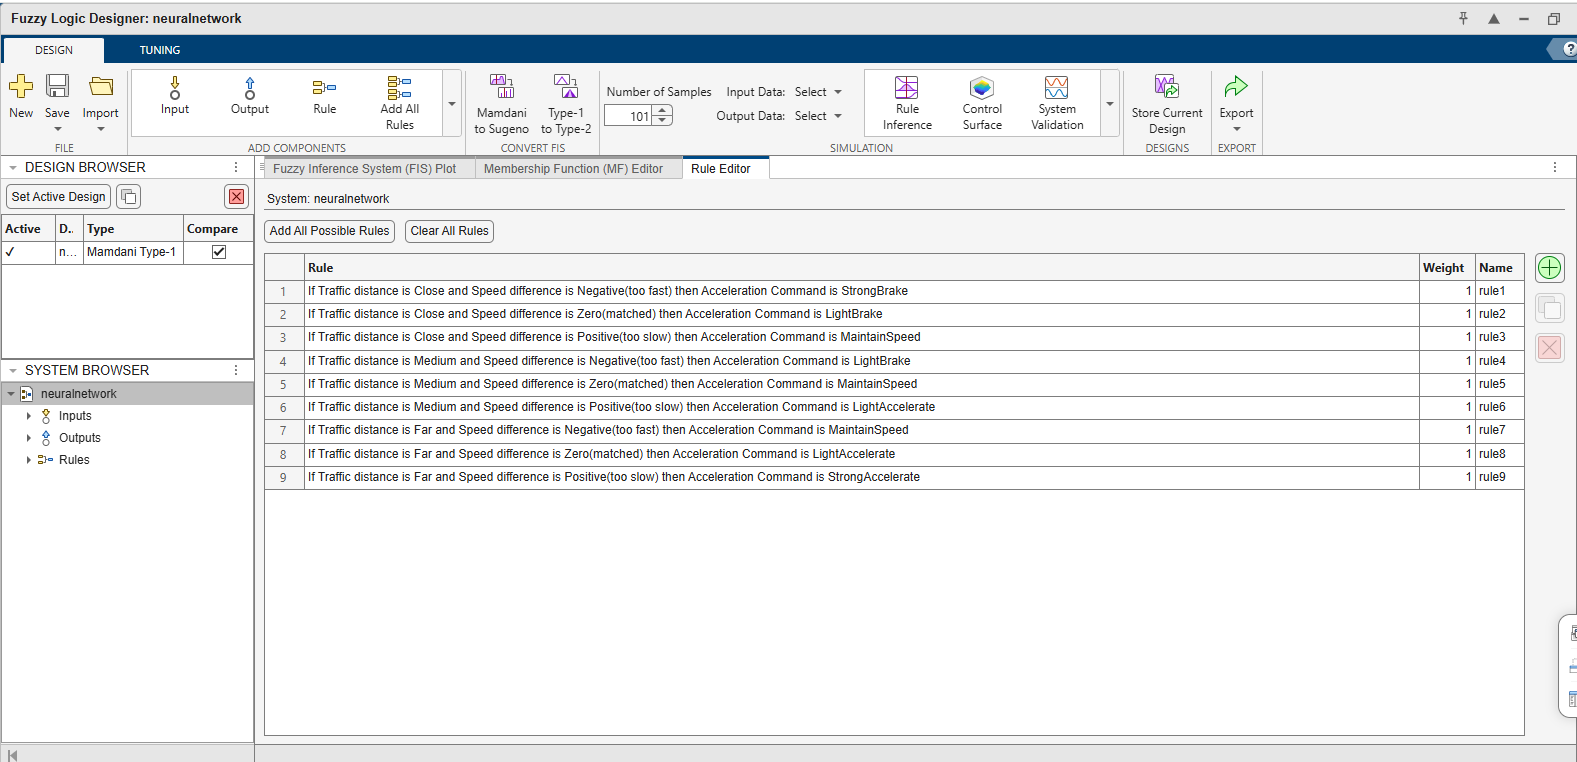 Fuzzy Logic Designer: neuralnetwork
DESIGN
TUNING
New
Save
Import
FILE
Input
Output
Rule
Add All
Rules
ADD COMPONENTS
Mamdani
to Sugeno
Type-1
to Type-2
CONVERT FIS
Number of Samples
101
Input Data: Select
Output Data: Select
Rule
Inference
Control
Surface
System
Validation
SIMULATION
Store Current
Design
DESIGNS
Export
EXPORT
DESIGN BROWSER
Set Active Design
Active D.. Type Compare
n... Mamdani Type-1
SYSTEM BROWSER
neuralnetwork
Inputs
Outputs
Rules
Fuzzy Inference System (FIS) Plot
Membership Function (MF) Editor
Rule Editor
System: neuralnetwork
Add All Possible Rules
Clear All Rules
Rule Weight Name
1 If Traffic distance is Close and Speed difference is Negative(too fast) then Acceleration Command is StrongBrake 1 rule1
2 If Traffic distance is Close and Speed difference is Zero(matched) then Acceleration Command is LightBrake 1 rule2
3 If Traffic distance is Close and Speed difference is Positive(too slow) then Acceleration Command is MaintainSpeed 1 rule3
4 If Traffic distance is Medium and Speed difference is Negative(too fast) then Acceleration Command is LightBrake 1 rule4
5 If Traffic distance is Medium and Speed difference is Zero(matched) then Acceleration Command is MaintainSpeed 1 rule5
6 If Traffic distance is Medium and Speed difference is Positive(too slow) then Acceleration Command is LightAccelerate 1 rule6
7 If Traffic distance is Far and Speed difference is Negative(too fast) then Acceleration Command is MaintainSpeed 1 rule7
8 If Traffic distance is Far and Speed difference is Zero(matched) then Acceleration Command is LightAccelerate 1 rule8
9 If Traffic distance is Far and Speed difference is Positive(too slow) then Acceleration Command is StrongAccelerate 1 rule9